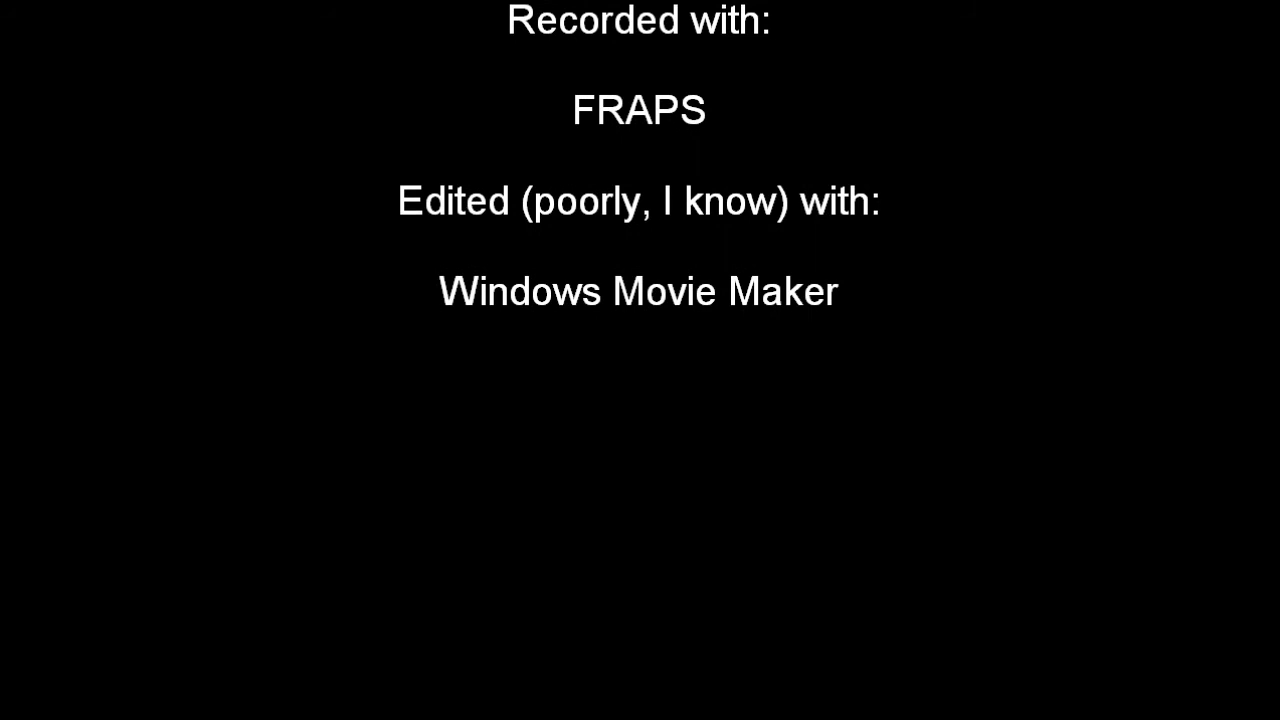 Recorded with:
FRAPS
Edited (poorly, I know) with:
Windows Movie Maker